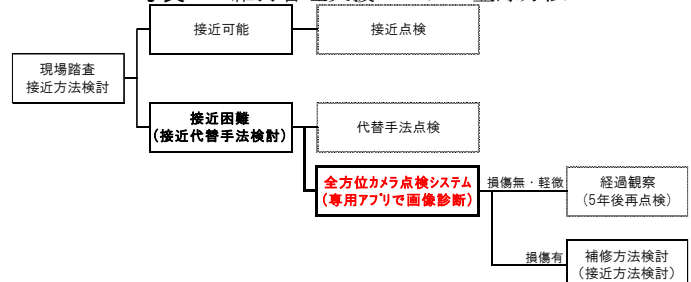 接近可能
接近点検
現場踏査
接近方法検討
接近困難
(接近代替手法検討)
代替手法点検
全方位カメラ点検システム
(専用アプリで画像診断)
損傷無・軽微
経過観察
(5年後再点検)
損傷有
補修方法検討
(接近方法検討)